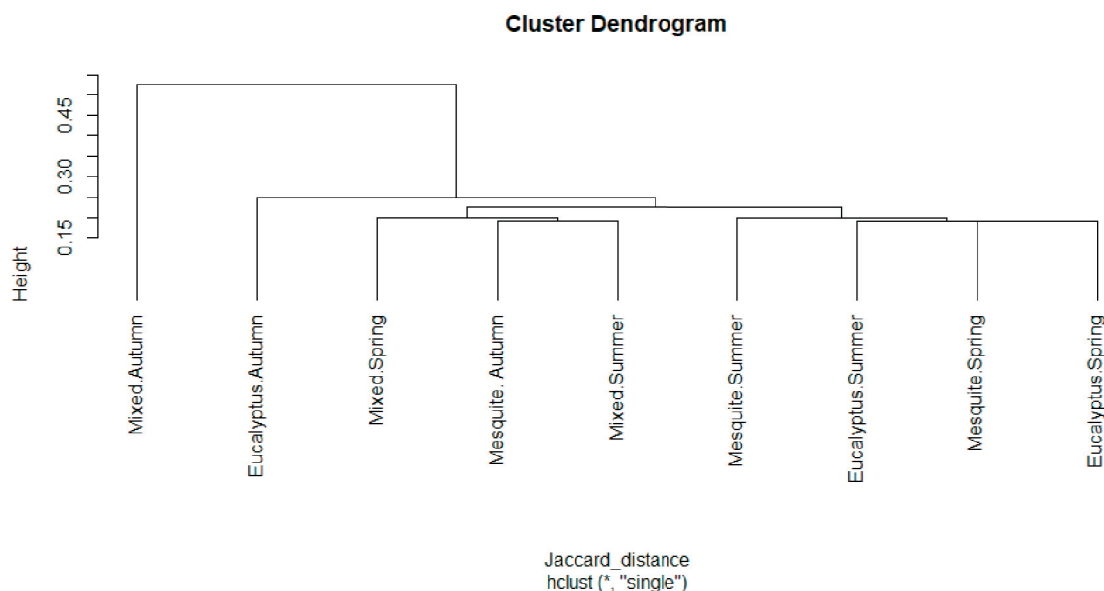 Cluster Dendrogram
0.45
0.30
0.15
Height
Mixed.Autumn
Eucalyptus.Autumn
Mixed.Spring
Mesquite. Autumn
Mixed.Summer
Mesquite.Summer
Eucalyptus.Summer
Mesquite.Spring
Eucalyptus.Spring
Jaccard_distance
hclust (*, "single")